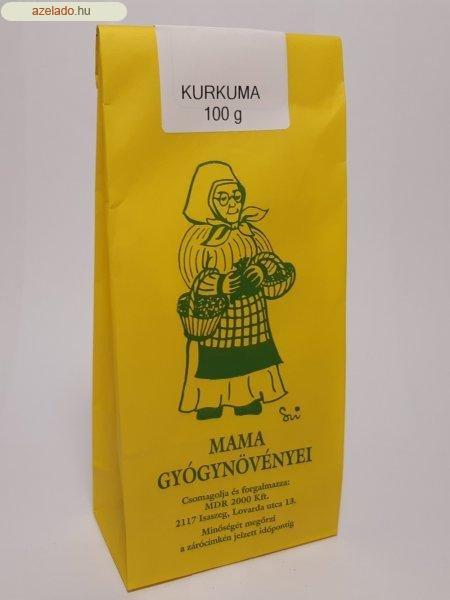 azelado.hu
KURKUMA
100 g
MAMA
GYÓGYNÖVÉNYEI
Csomagolja és forgalmazza:
MDR 2000 Kft.
2117 Isaszeg, Lovarda utca 13.
Minőségét megőrzi
a zárócímkén jelzett időpontig